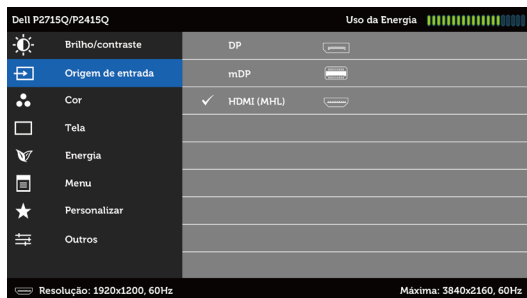 Dell P2715Q/P2415Q Uso da Energia
Brilho/contraste DP
Origem de entrada mDP
Cor HDMI (MHL)
Tela
Energia
Menu
Personalizar
Outros
Resolução: 1920x1200, 60Hz Máxima: 3840x2160, 60Hz